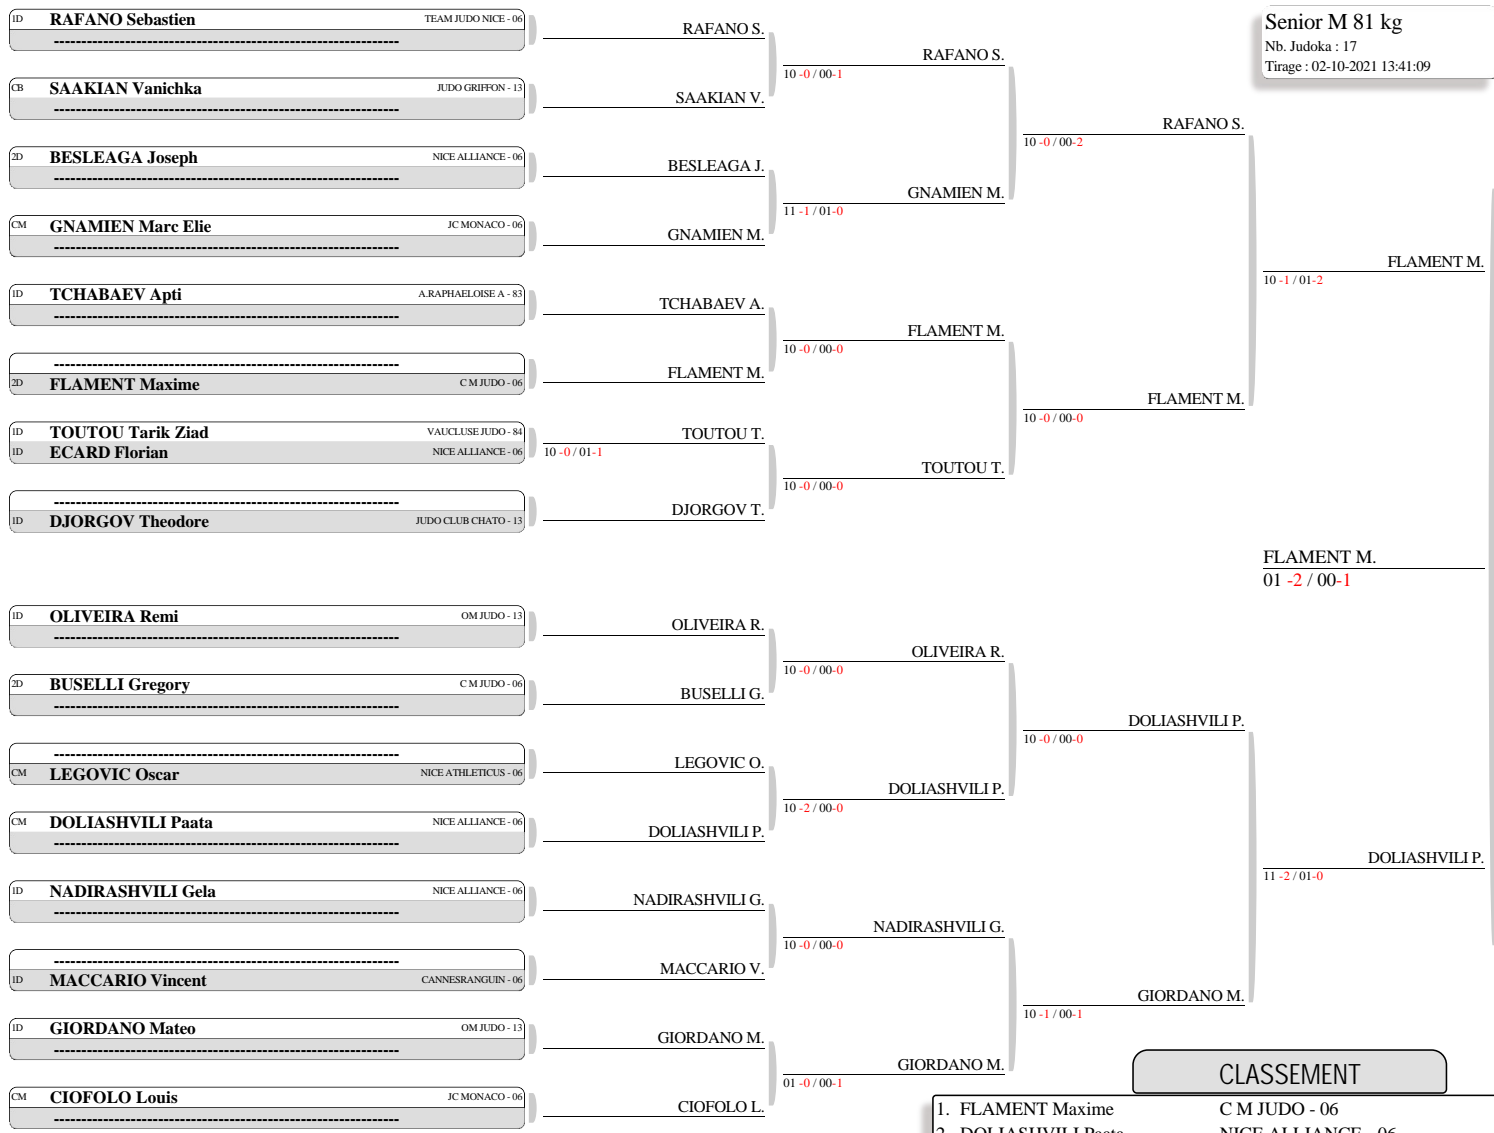 Senior M 81 kg
Nb. Judoka : 17
Tirage : 02-10-2021 13:41:09
1D RAFANO Sebastien TEAM JUDO NICE - 06
------------------------------------------------------------
CB SAAKIAN Vanichka JUDO GRIFFON - 13
------------------------------------------------------------
2D BESLEAGA Joseph NICE ALLIANCE - 06
------------------------------------------------------------
CM GNAMIEN Marc Elie JC MONACO - 06
------------------------------------------------------------
1D TCHABAEV Apti A.RAPHAELOISE A - 83
------------------------------------------------------------
------------------------------------------------------------
2D FLAMENT Maxime C M JUDO - 06
1D TOUTOU Tarik Ziad VAUCLUSE JUDO - 84
1D ECARD Florian NICE ALLIANCE - 06
------------------------------------------------------------
1D DJORGOV Theodore JUDO CLUB CHATO - 13
1D OLIVEIRA Remi OM JUDO - 13
------------------------------------------------------------
2D BUSELLI Gregory C M JUDO - 06
------------------------------------------------------------
------------------------------------------------------------
CM LEGOVIC Oscar NICE ATHLETICUS - 06
CM DOLIASHVILI Paata NICE ALLIANCE - 06
------------------------------------------------------------
1D NADIRASHVILI Gela NICE ALLIANCE - 06
------------------------------------------------------------
------------------------------------------------------------
1D MACCARIO Vincent CANNESRANGUIN - 06
1D GIORDANO Mateo OM JUDO - 13
------------------------------------------------------------
CM CIOFOLO Louis JC MONACO - 06
------------------------------------------------------------
RAFANO S.
SAAKIAN V.
BESLEAGA J.
GNAMIEN M.
TCHABAEV A.
FLAMENT M.
TOUTOU T.
10 -0 / 01-1
DJORGOV T.
OLIVEIRA R.
BUSELLI G.
LEGOVIC O.
DOLIASHVILI P.
NADIRASHVILI G.
MACCARIO V.
GIORDANO M.
CIOFOLO L.
RAFANO S.
10 -0 / 00-1
GNAMIEN M.
11 -1 / 01-0
FLAMENT M.
10 -0 / 00-0
TOUTOU T.
10 -0 / 00-0
OLIVEIRA R.
10 -0 / 00-0
DOLIASHVILI P.
10 -2 / 00-0
NADIRASHVILI G.
10 -0 / 00-0
GIORDANO M.
01 -0 / 00-1
RAFANO S.
10 -0 / 00-2
FLAMENT M.
10 -0 / 00-0
DOLIASHVILI P.
10 -0 / 00-0
GIORDANO M.
10 -1 / 00-1
FLAMENT M.
10 -1 / 01-2
DOLIASHVILI P.
11 -2 / 01-0
FLAMENT M.
01 -2 / 00-1
CLASSEMENT
1. FLAMENT Maxime C M JUDO - 06
2. DOLIASHVILI Paata NICE ALLIANCE - 06